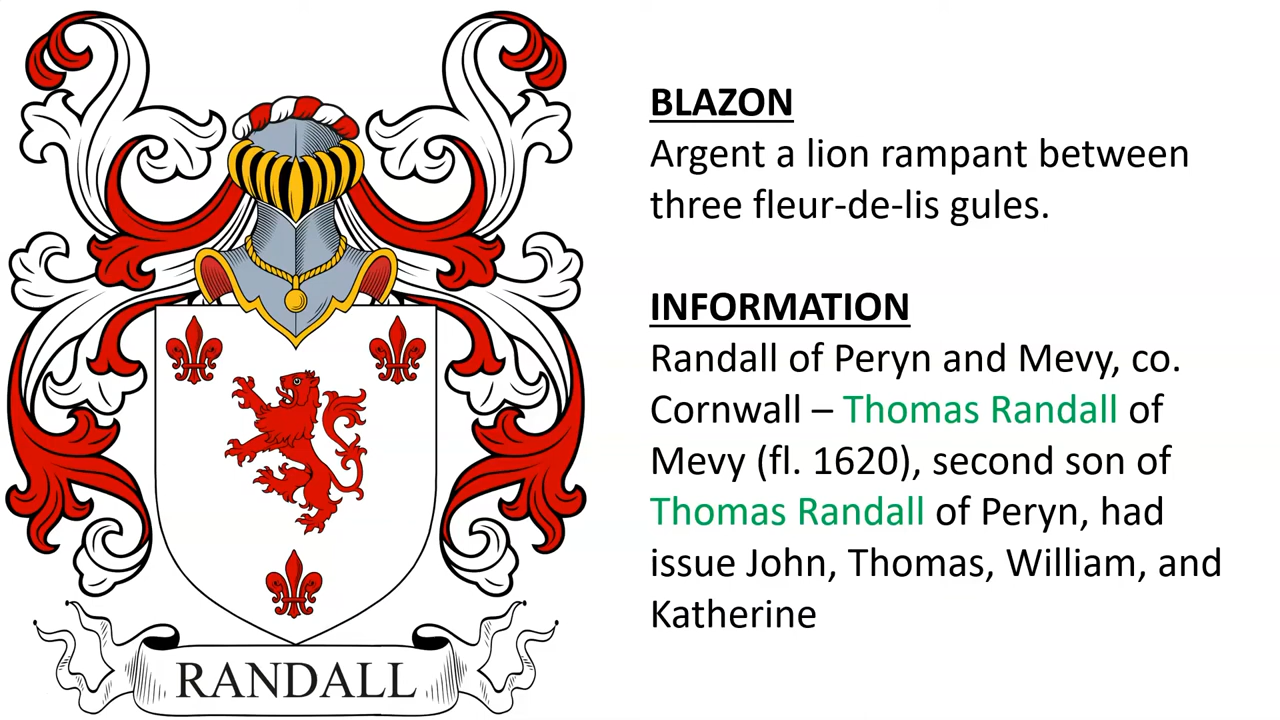 BLAZON
Argent a lion rampant between
three fleur-de-lis gules.
INFORMATION
Randall of Peryn and Mevy, co.
Cornwall – Thomas Randall of
Mevy (fl. 1620), second son of
Thomas Randall of Peryn, had
issue John, Thomas, William, and
Katherine
RANDALL